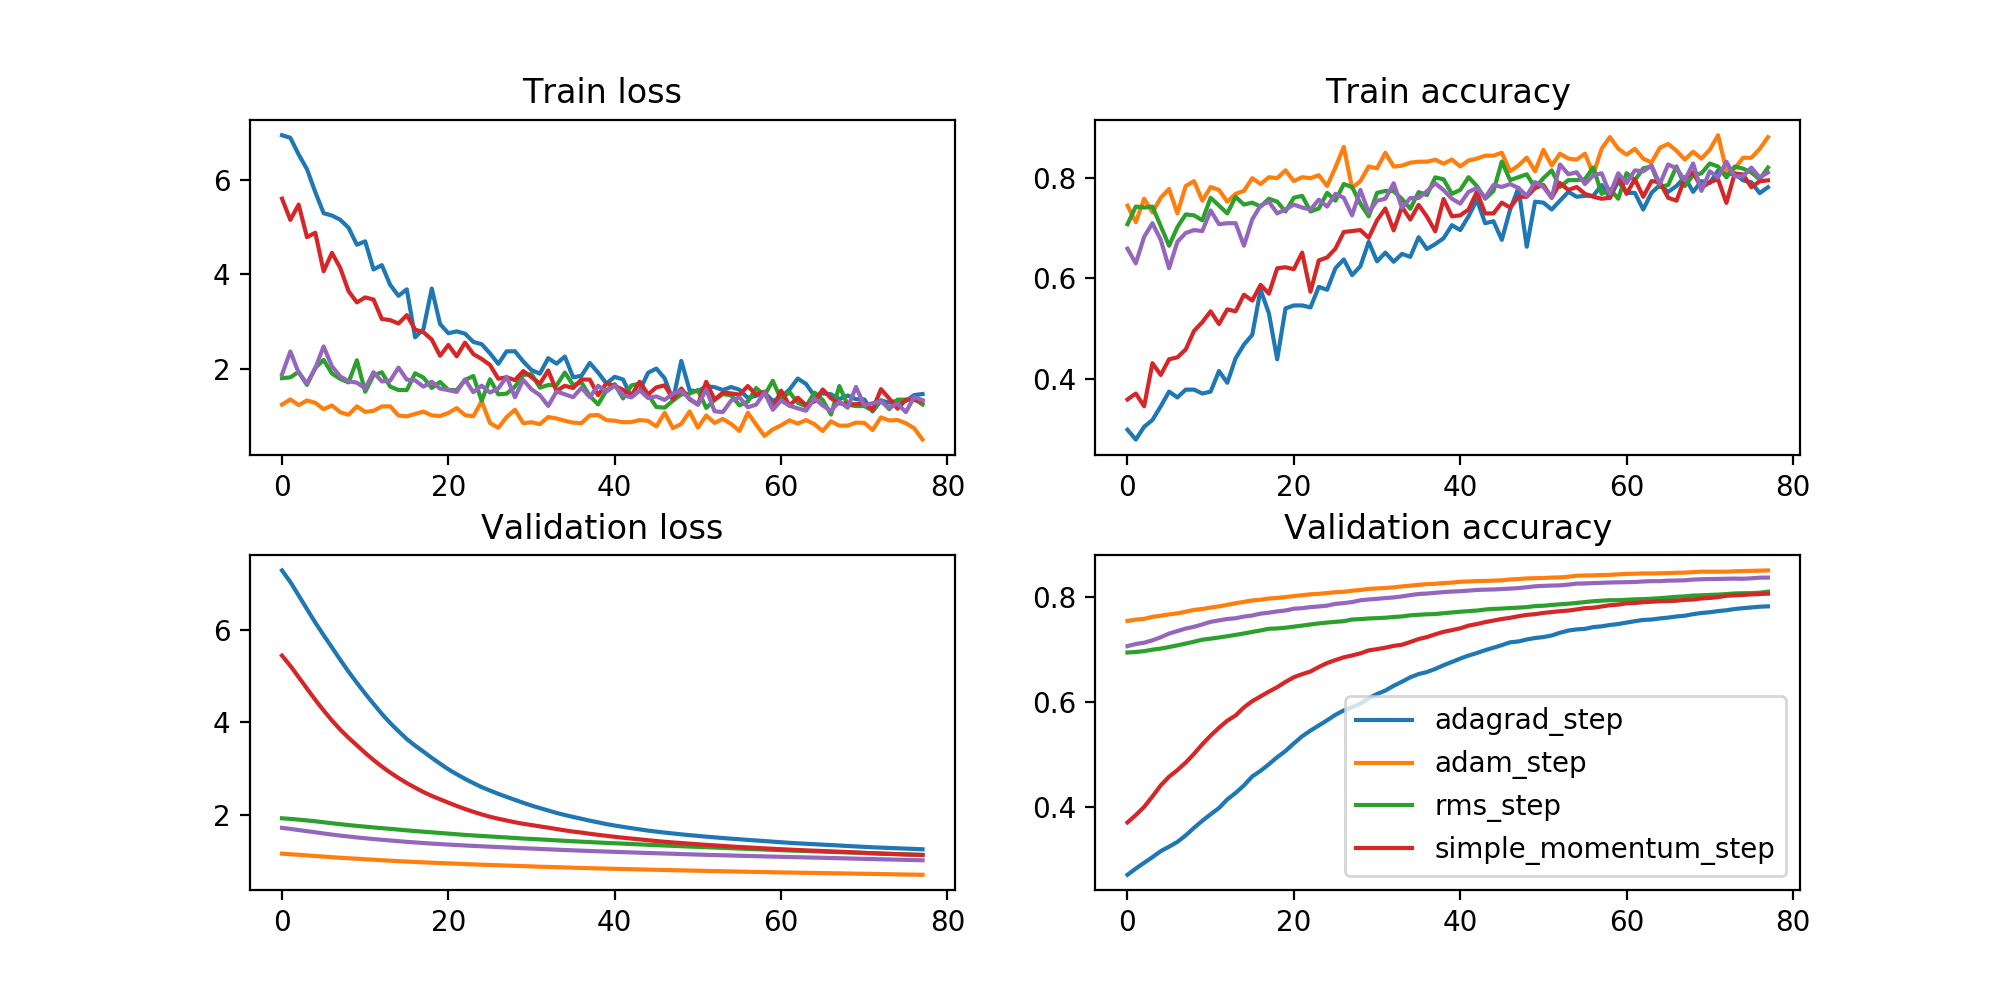 Train loss
6
4
2
0 20 40 60 80
Train accuracy
0.8
0.6
0.4
0 20 40 60 80
Validation loss
6
4
2
0 20 40 60 80
Validation accuracy
0.8
0.6
0.4
adagrad_step
adam_step
rms_step
simple_momentum_step
0 20 40 60 80